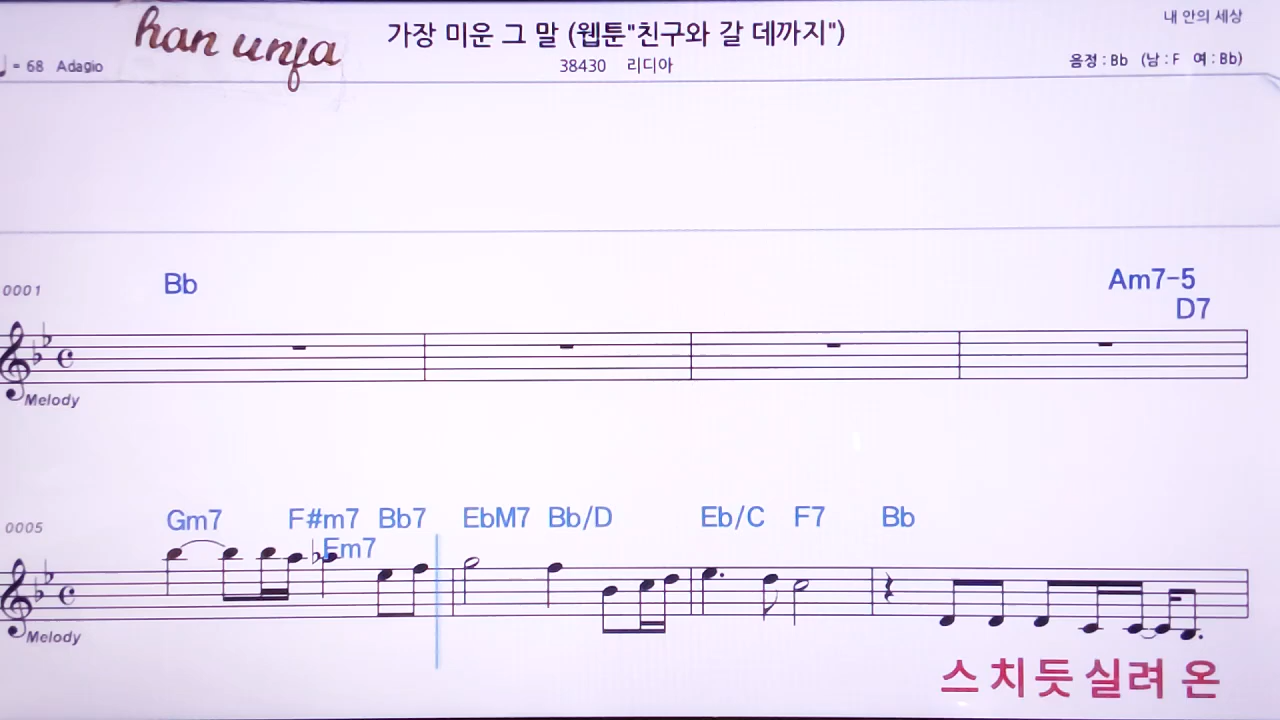 han unfa
가장 미운 그 말 (웹툰"친구와 갈 데까지")
내 안의 세상
♩ = 68 Adagio
38430 리디아
음정 : Bb (남 : F 여 : Bb)
0001
Bb
Am7-5
D7
Melody
0005
Gm7 F#m7 Bb7 EbM7 Bb/D Eb/C F7 Bb
Fm7
Melody
스 치 듯 실 려 온